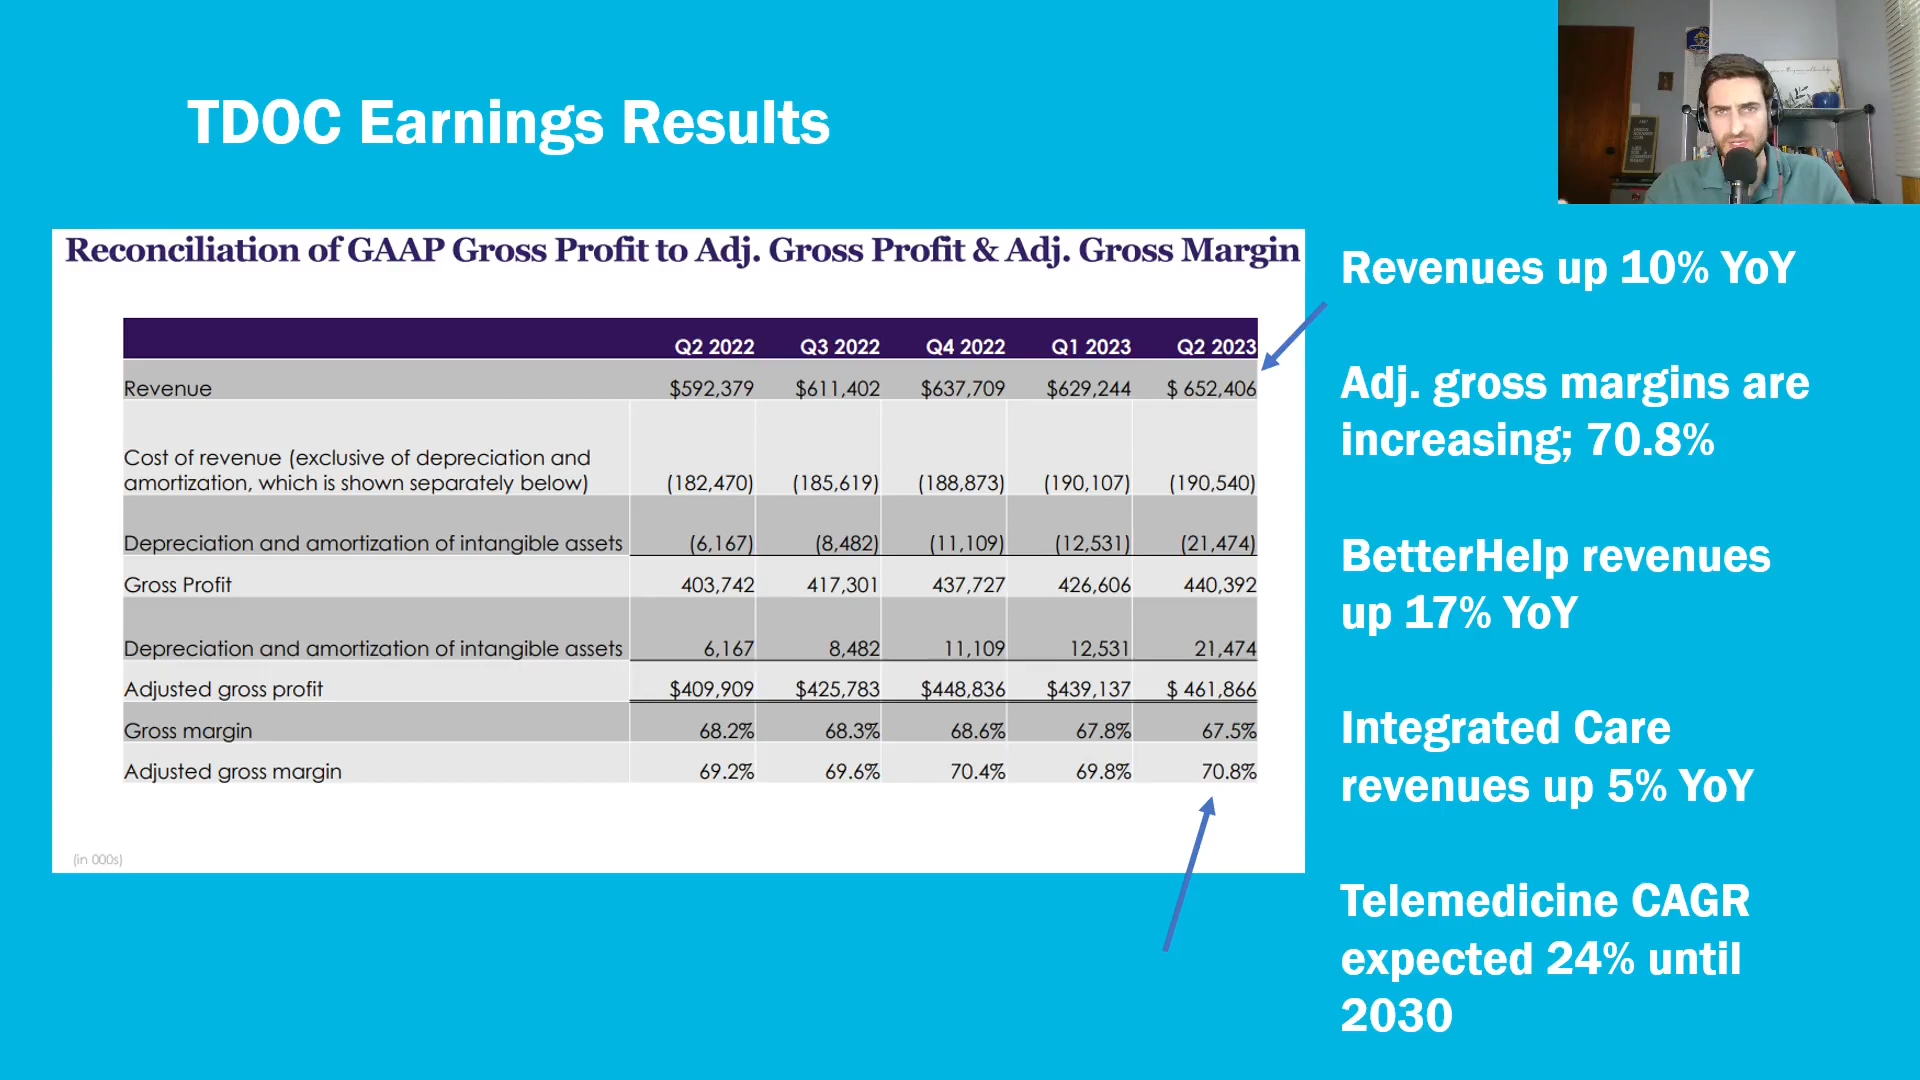 TDOC Earnings Results
Reconciliation of GAAP Gross Profit to Adj. Gross Profit & Adj. Gross Margin
Q2 2022 Q3 2022 Q4 2022 Q1 2023 Q2 2023
Revenue $592,379 $611,402 $637,709 $629,244 $ 652,406
Cost of revenue (exclusive of depreciation and
amortization, which is shown separately below) (182,470) (185,619) (188,873) (190,107) (190,540)
Depreciation and amortization of intangible assets (6,167) (8,482) (11,109) (12,531) (21,474)
Gross Profit 403,742 417,301 437,727 426,606 440,392
Depreciation and amortization of intangible assets 6,167 8,482 11,109 12,531 21,474
Adjusted gross profit $409,909 $425,783 $448,836 $439,137 $ 461,866
Gross margin 68.2% 68.3% 68.6% 67.8% 67.5%
Adjusted gross margin 69.2% 69.6% 70.4% 69.8% 70.8%
(in 000s)
Revenues up 10% YoY
Adj. gross margins are
increasing; 70.8%
BetterHelp revenues
up 17% YoY
Integrated Care
revenues up 5% YoY
Telemedicine CAGR
expected 24% until
2030